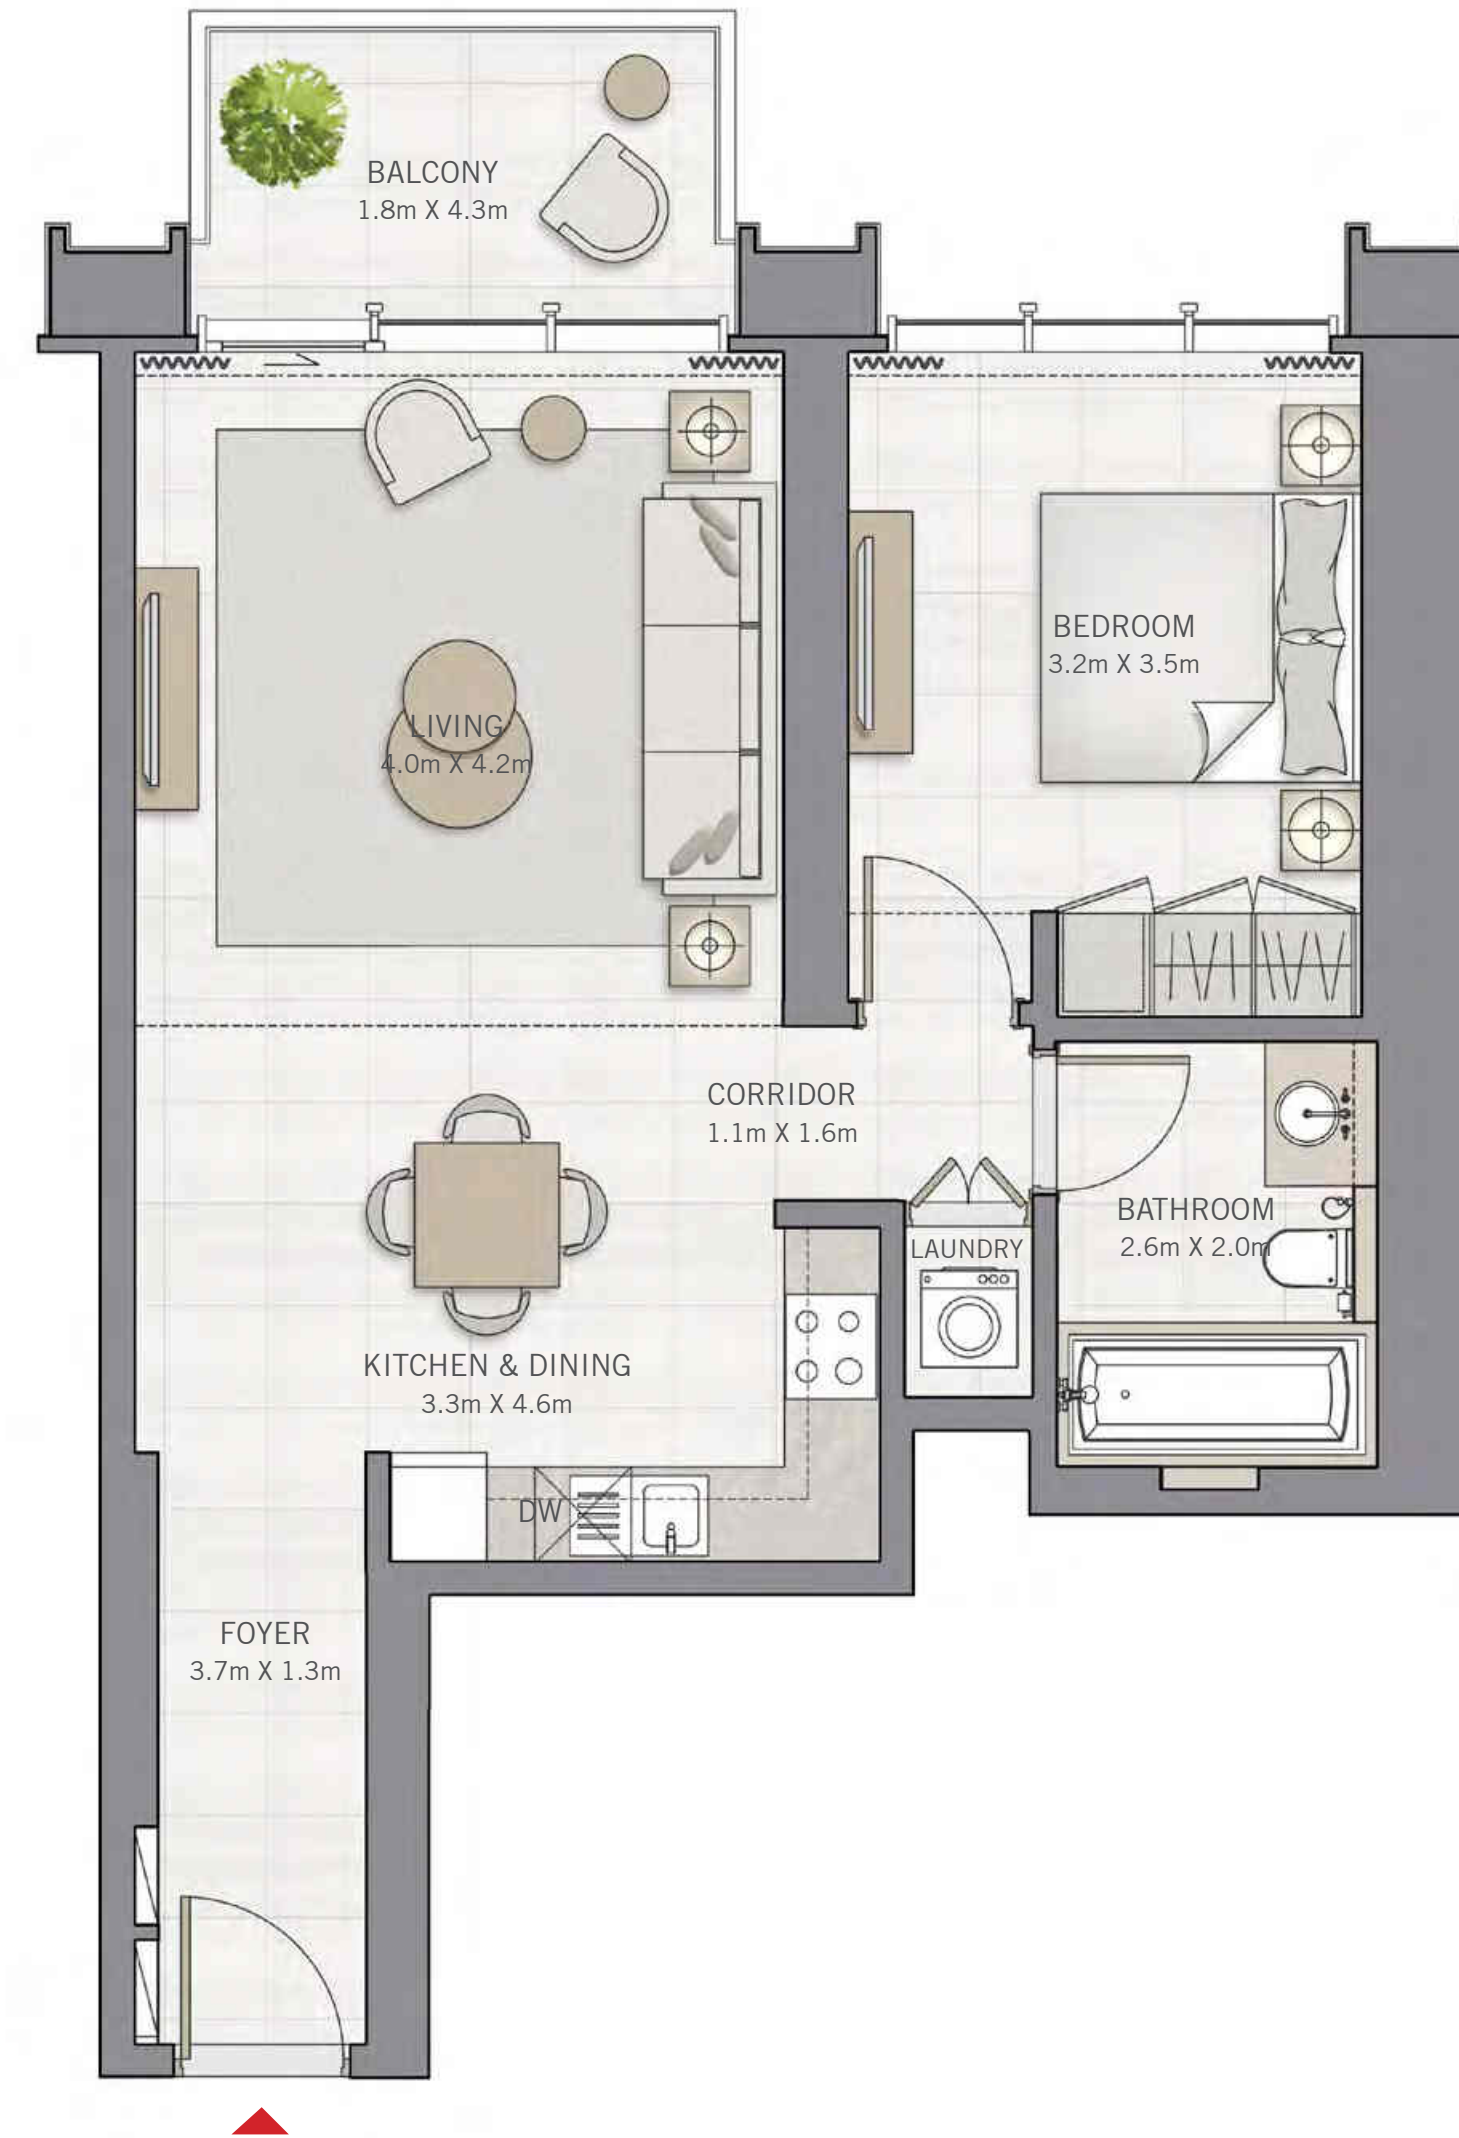 BALCONY
1.8m X 4.3m
BEDROOM
3.2m X 3.5m
LIVING
4.0m X 4.2m
CORRIDOR
1.1m X 1.6m
BATHROOM
2.6m X 2.0m
LAUNDRY
KITCHEN & DINING
3.3m X 4.6m
DW
FOYER
3.7m X 1.3m